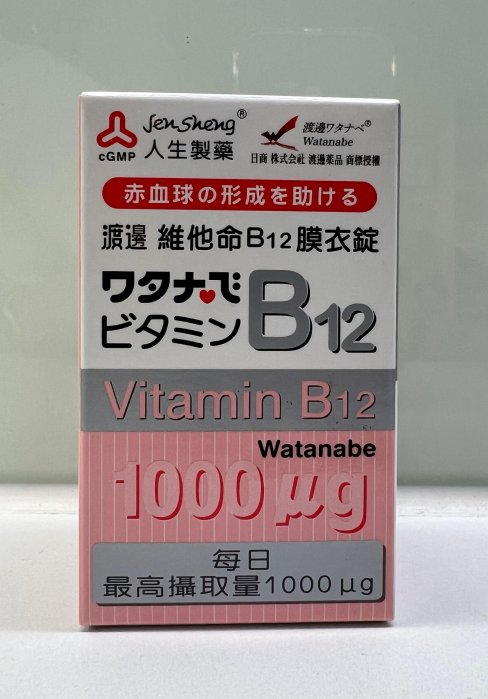 Jen Sheng®
cGMP 人生製藥
渡邊ワタナベ®
Watanabe
日商 株式会社 渡邊薬品 商標授權
赤血球の形成を助ける
渡邊 維他命B12膜衣錠
ワタナベ
ビタミンB12
Vitamin B12
Watanabe
1000μg
每日
最高攝取量1000μg